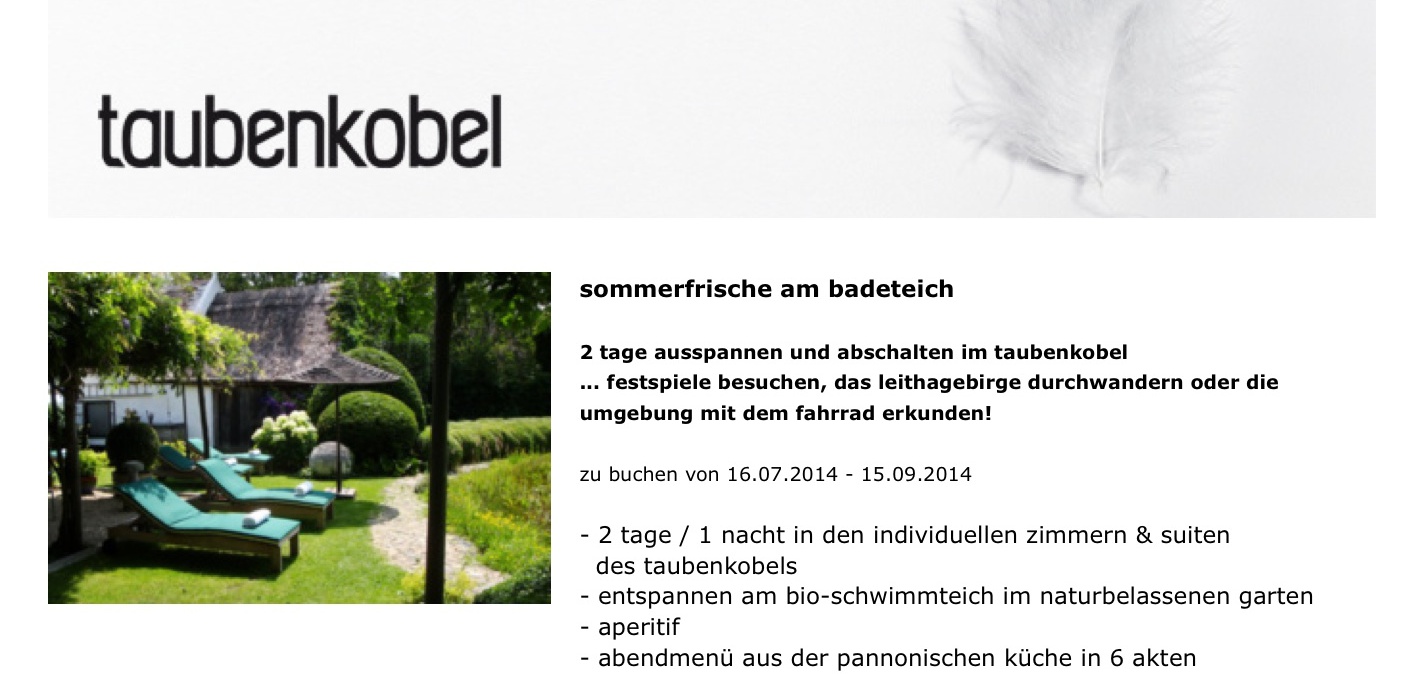 taubenkobel
sommerfrische am badeteich
2 tage ausspannen und abschalten im taubenkobel
... festspiele besuchen, das leithagebirge durchwandern oder die
umgebung mit dem fahrrad erkunden!
zu buchen von 16.07.2014 - 15.09.2014
- 2 tage / 1 nacht in den individuellen zimmern & suiten
des taubenkobels
- entspannen am bio-schwimmteich im naturbelassenen garten
- aperitif
- abendmenü aus der pannonischen küche in 6 akten